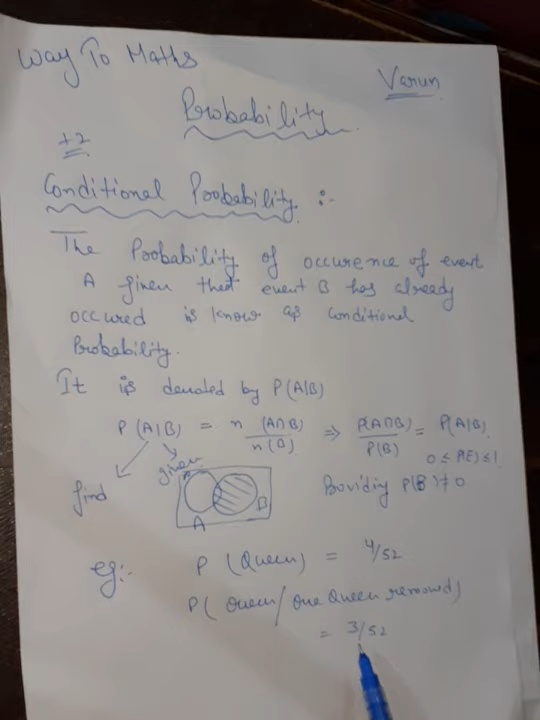 Way To Maths
Varun
Probability
+2
Conditional Probability :-
The Probability of occurence of event
A given that event B has already
occured is know as Conditional
Probability.
It is denoted by P(A|B)
P(A|B) = n (A∩B) / n(B) ⇒ P(A∩B) / P(B) = P(A|B)
0 ≤ P(E) ≤ 1
find given A B Providing P(B) ≠ 0
eg:- P (Queen) = 4/52
P( Queen/One Queen removed)
= 3/52